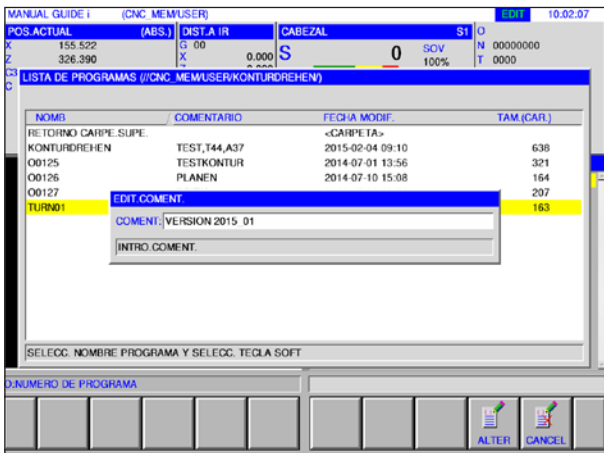 MANUAL GUIDE i (CNC_MEM/USER) EDIT 10.02.07
POS.ACTUAL (ABS.) DIST.A IR CABEZAL S1 O
X 155.522 G 00 S 0 SOV N 00000000
Z 326.390 X 0.000 100% T 0000
C3 LISTA DE PROGRAMAS (//CNC_MEM/USER/KONTURDREHEN/)
C
NOMB COMENTARIO FECHA MODIF. TAM.(CAR.)
RETORNO CARPE.SUPE. <CARPETA>
KONTURDREHEN TEST,T44,A37 2015-02-04 09:10 638
O0125 TESTKONTUR 2014-07-01 13:56 321
O0126 PLANEN 2014-07-10 15:08 164
O0127 207
TURN01 163
EDIT.COMENT.
COMENT: VERSION 2015 01
INTRO.COMENT.
SELECC. NOMBRE PROGRAMA Y SELECC. TECLA SOFT
O:NUMERO DE PROGRAMA
ALTER CANCEL